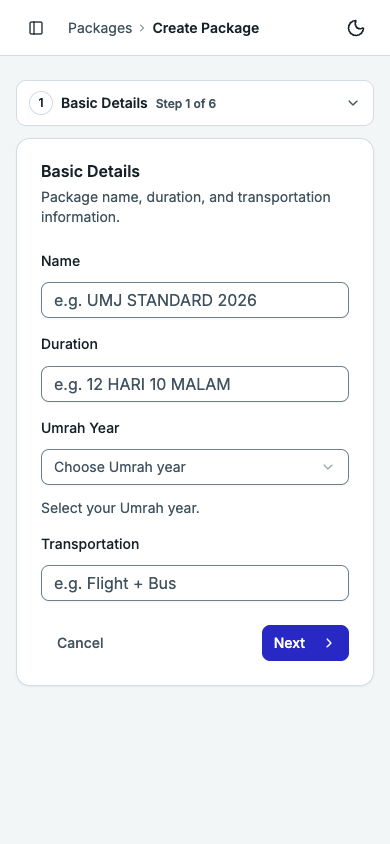 Packages > Create Package
1 Basic Details Step 1 of 6
Basic Details
Package name, duration, and transportation
information.
Name
e.g. UMJ STANDARD 2026
Duration
e.g. 12 HARI 10 MALAM
Umrah Year
Choose Umrah year
Select your Umrah year.
Transportation
e.g. Flight + Bus
Cancel
Next